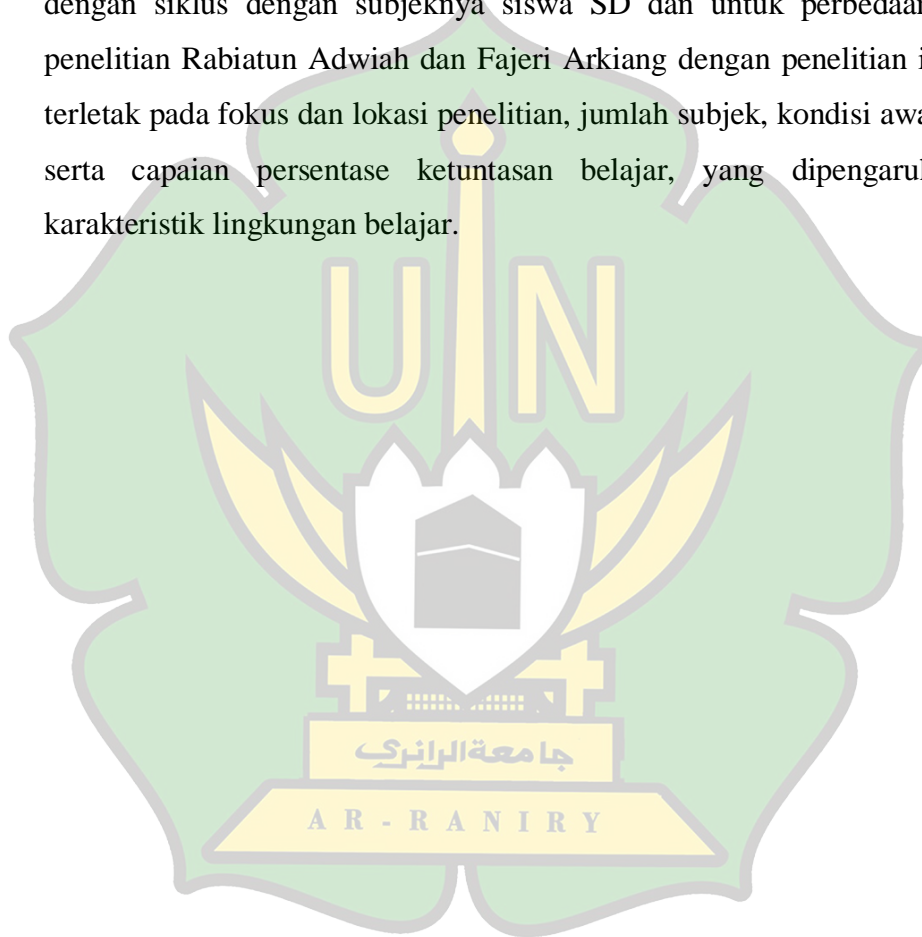 dengan siklus dengan subjeknya siswa SD dan untuk perbedaan
penelitian Rabiatun Adwiah dan Fajeri Arkiang dengan penelitian i
terletak pada fokus dan lokasi penelitian, jumlah subjek, kondisi awa
serta capaian persentase ketuntasan belajar, yang dipengaru
karakteristik lingkungan belajar.
UIN
جامعة الرانري
AR-RANIRY